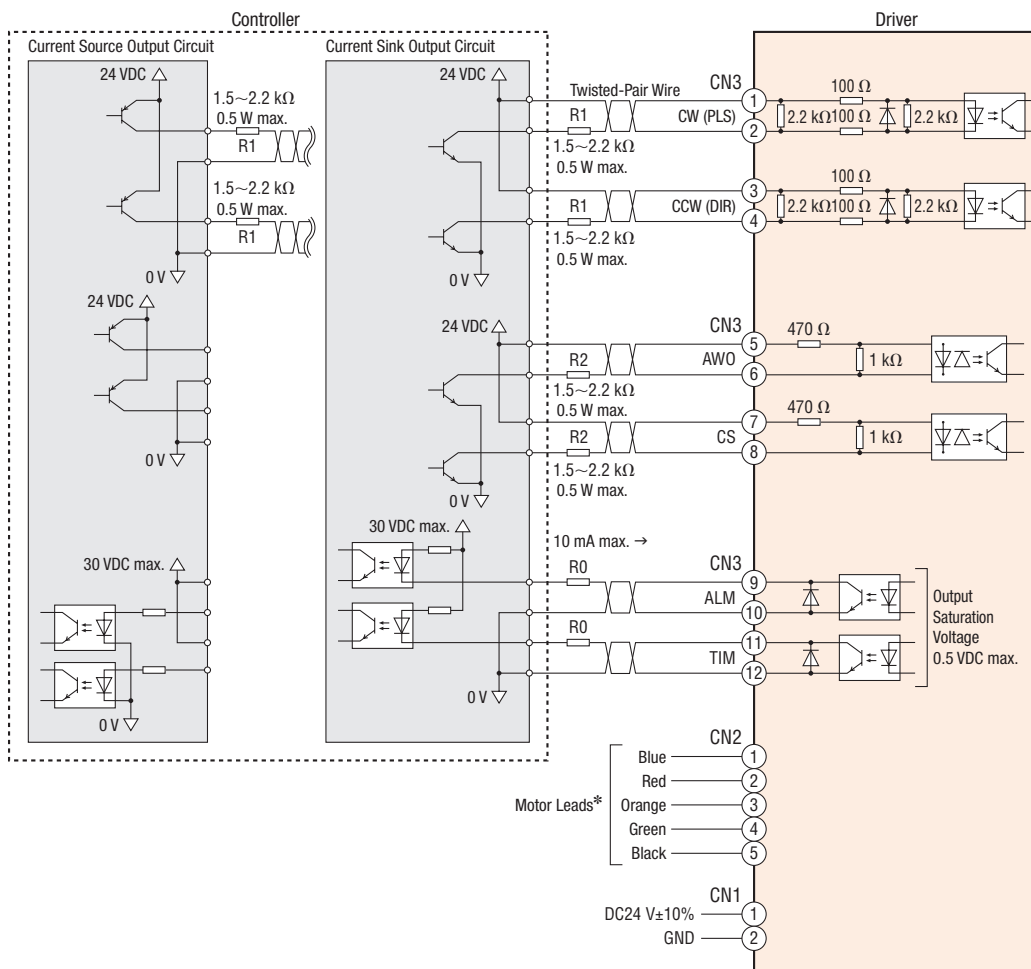 Controller
Driver
Current Source Output Circuit
24 VDC
1.5~2.2 kΩ
0.5 W max.
R1
1.5~2.2 kΩ
0.5 W max.
R1
0 V
24 VDC
0 V
30 VDC max.
0 V
Current Sink Output Circuit
24 VDC
0 V
24 VDC
0 V
30 VDC max.
0 V
Twisted-Pair Wire
R1
1.5~2.2 kΩ
0.5 W max.
R1
1.5~2.2 kΩ
0.5 W max.
R2
1.5~2.2 kΩ
0.5 W max.
R2
1.5~2.2 kΩ
0.5 W max.
10 mA max. →
R0
R0
CN3
1
CW (PLS)
2
3
CCW (DIR)
4
CN3
5
AWO
6
7
CS
8
CN3
9
ALM
10
11
TIM
12
100 Ω
2.2 kΩ 100 Ω 2.2 kΩ
100 Ω
2.2 kΩ 100 Ω 2.2 kΩ
470 Ω
1 kΩ
470 Ω
1 kΩ
Output
Saturation
Voltage
0.5 VDC max.
CN2
Motor Leads*
Blue 1
Red 2
Orange 3
Green 4
Black 5
CN1
DC24 V±10% 1
GND 2